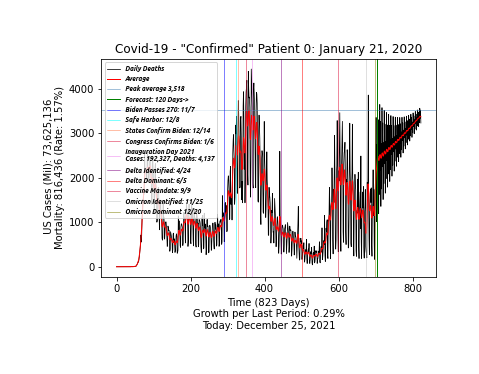 Covid-19 - "Confirmed" Patient 0: January 21, 2020
US Cases (Mil): 73,625,136
Mortality: 816,436 (Rate: 1.57%)
4000
3000
2000
1000
0
Daily Deaths
Average
Peak average 3,518
Forecast: 120 Days->
Biden Passes 270: 11/7
Safe Harbor: 12/8
States Confirm Biden: 12/14
Congress Confirms Biden: 1/6
Inauguration Day 2021
Cases: 192,327, Deaths: 4,137
Delta Identified: 4/24
Delta Dominant: 6/5
Vaccine Mandate: 9/9
Omicron Identified: 11/25
Omicron Dominant 12/20
0
200
400
600
800
Time (823 Days)
Growth per Last Period: 0.29%
Today: December 25, 2021